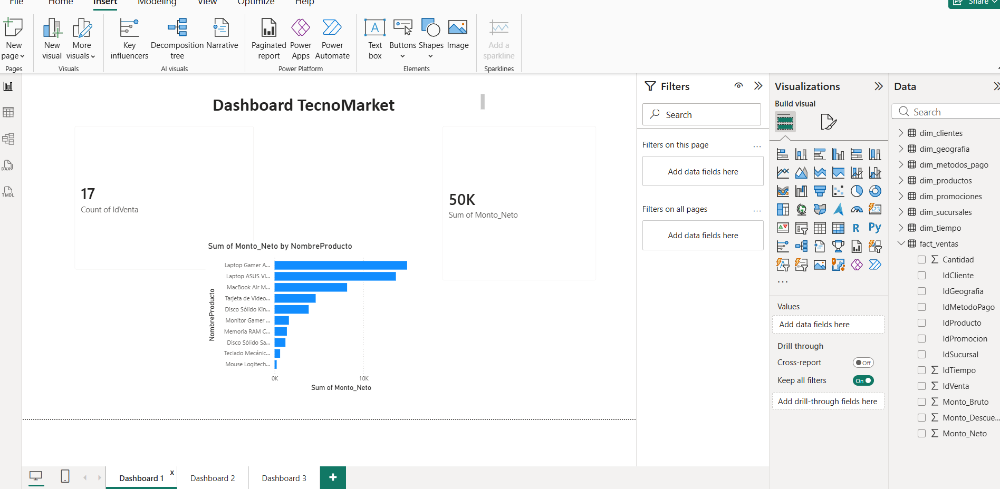 File Home Insert Modeling View Optimize Help Share
New page
New visual
More visuals
Key influencers
Decomposition tree
Narrative
Paginated report
Power Apps
Power Automate
Text box
Buttons
Shapes
Image
Add a sparkline
Pages Visuals AI visuals Power Platform Elements Sparklines
DAX
TMDL
Dashboard TecnoMarket
17
Count of IdVenta
50K
Sum of Monto_Neto
Sum of Monto_Neto by NombreProducto
NombreProducto
Laptop Gamer A...
Laptop ASUS Vi...
MacBook Air M...
Tarjeta de Video...
Disco Sólido Kin...
Monitor Gamer ...
Memoria RAM C...
Disco Sólido Sa...
Teclado Mecánic...
Mouse Logitech...
0K 10K
Sum of Monto_Neto
Filters
Search
Filters on this page ...
Add data fields here
Filters on all pages ...
Add data fields here
Visualizations
Build visual
123
R Py
A
...
Values
Add data fields here
Drill through
Cross-report Off
Keep all filters On
Add drill-through fields here
Data
Search
dim_clientes
dim_geografia
dim_metodos_pago
dim_productos
dim_promociones
dim_sucursales
dim_tiempo
fact_ventas
Σ Cantidad
IdCliente
IdGeografia
IdMetodoPago
IdProducto
IdPromocion
IdSucursal
Σ IdTiempo
Σ IdVenta
Σ Monto_Bruto
Σ Monto_Descue...
Σ Monto_Neto
Dashboard 1 x Dashboard 2 Dashboard 3 +